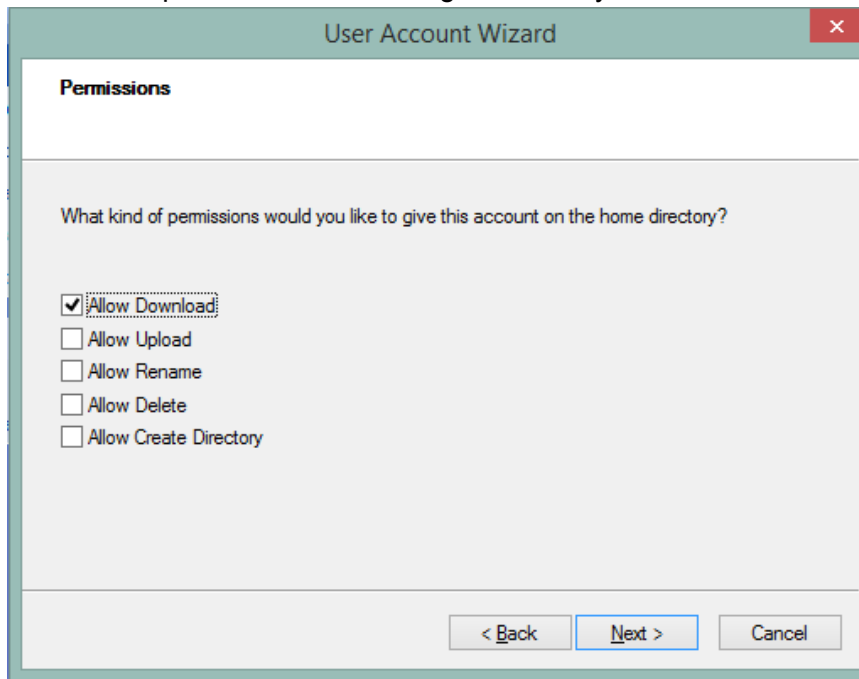 User Account Wizard
Permissions
What kind of permissions would you like to give this account on the home directory?
Allow Download
Allow Upload
Allow Rename
Allow Delete
Allow Create Directory
< Back Next > Cancel